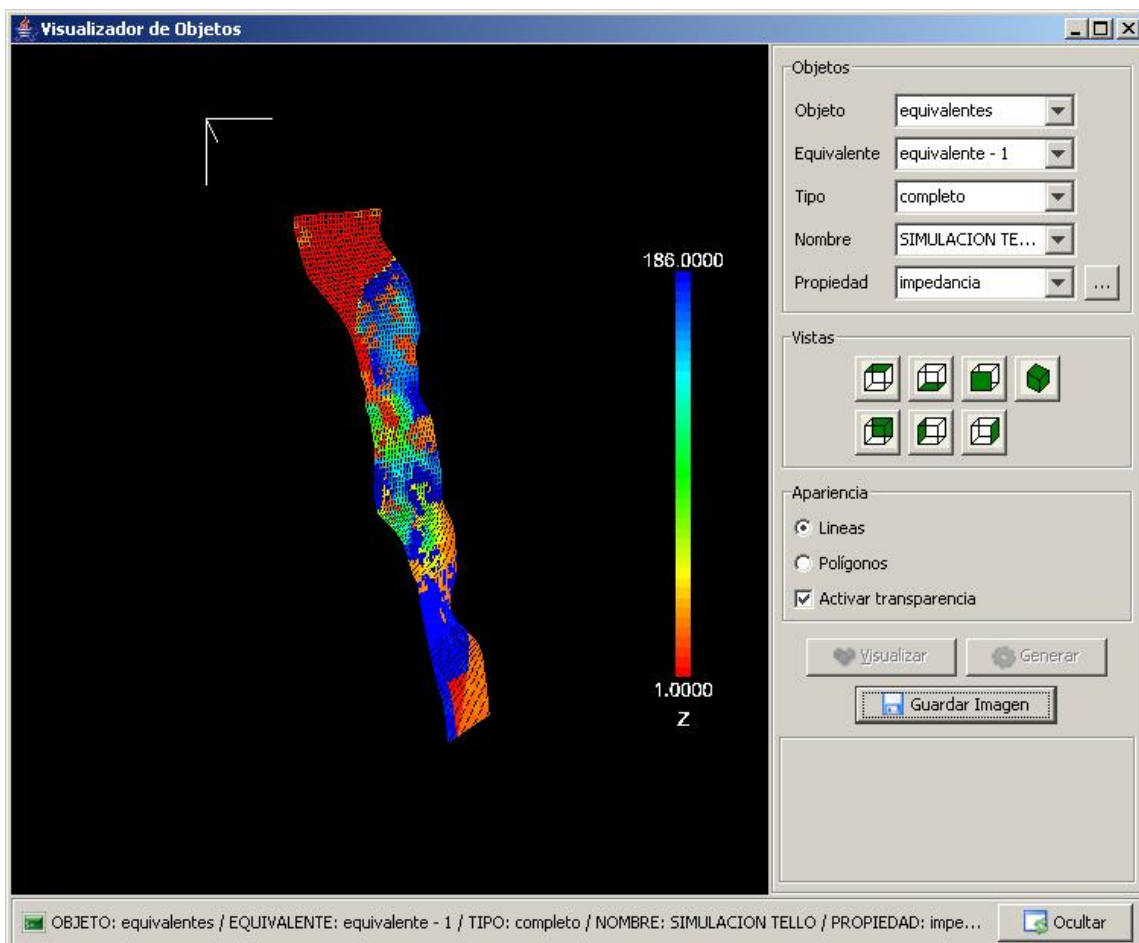 Visualizador de Objetos
186.0000
1.0000
Z
Objetos
Objeto equivalentes
Equivalente equivalente - 1
Tipo completo
Nombre SIMULACION TE...
Propiedad impedancia ...
Vistas
Apariencia
Lineas
Polígonos
Activar transparencia
Visualizar Generar
Guardar Imagen
OBJETO: equivalentes / EQUIVALENTE: equivalente - 1 / TIPO: completo / NOMBRE: SIMULACION TELLO / PROPIEDAD: impe... Ocultar